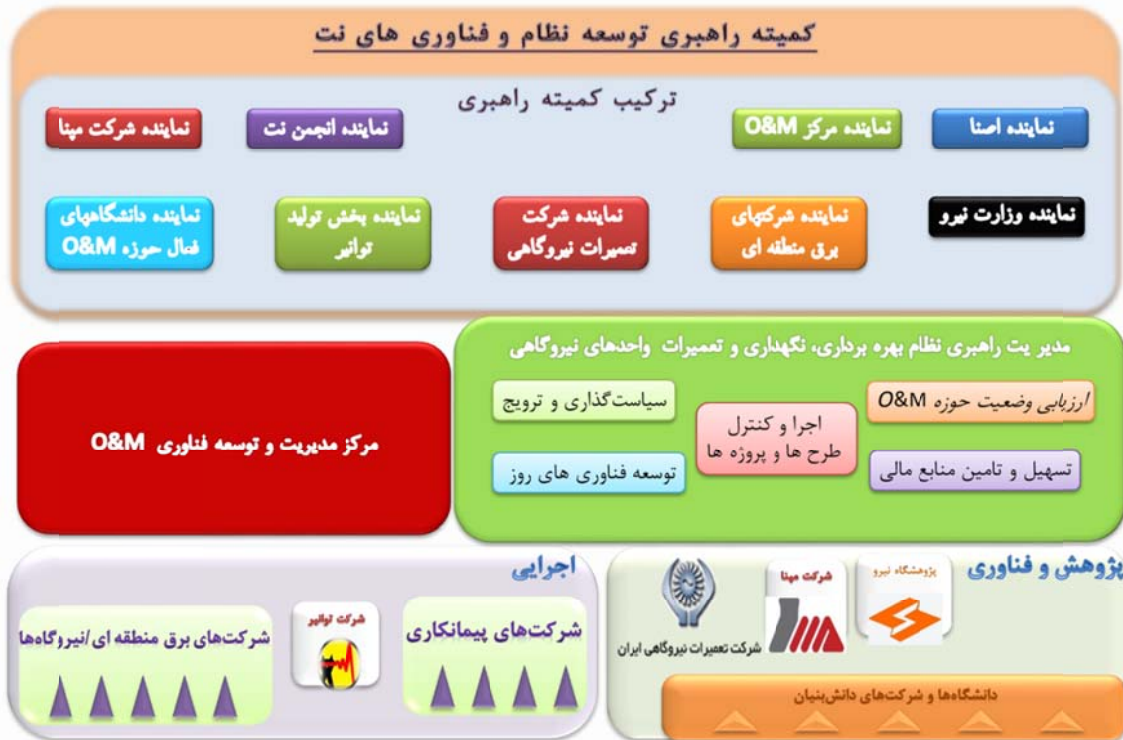 کمیته راهبری توسعه نظام و فناوری های نت
ترکیب کمیته راهبری
نماینده اصنا
نماینده مرکز O&M
نماینده انجمن نت
نماینده شرکت مپنا
نماینده وزارت نیرو
نماینده شرکتهای
برق منطقه ای
نماینده شرکت
تعمیرات نیروگاهی
نماینده بخش تولید
توانیر
نماینده دانشگاههای
فعال حوزه O&M
مدیر یت راهبری نظام بهره برداری، نگهداری و تعمیرات واحدهای نیروگاهی
ارزیابی وضعیت حوزه O&M
اجرا و کنترل
طرح ها و پروژه ها
سیاست‌گذاری و ترویج
تسهیل و تامین منابع مالی
توسعه فناوری های روز
مرکز مدیریت و توسعه فناوری O&M
پژوهش و فناوری
پژوهشگاه نیرو
شرکت مپنا
شرکت تعمیرات نیروگاهی ایران
دانشگاه‌ها و شرکت‌های دانش‌بنیان
اجرایی
شرکت‌های پیمانکاری
شرکت توانیر
شرکت‌های برق منطقه ای/نیروگاه‌ها